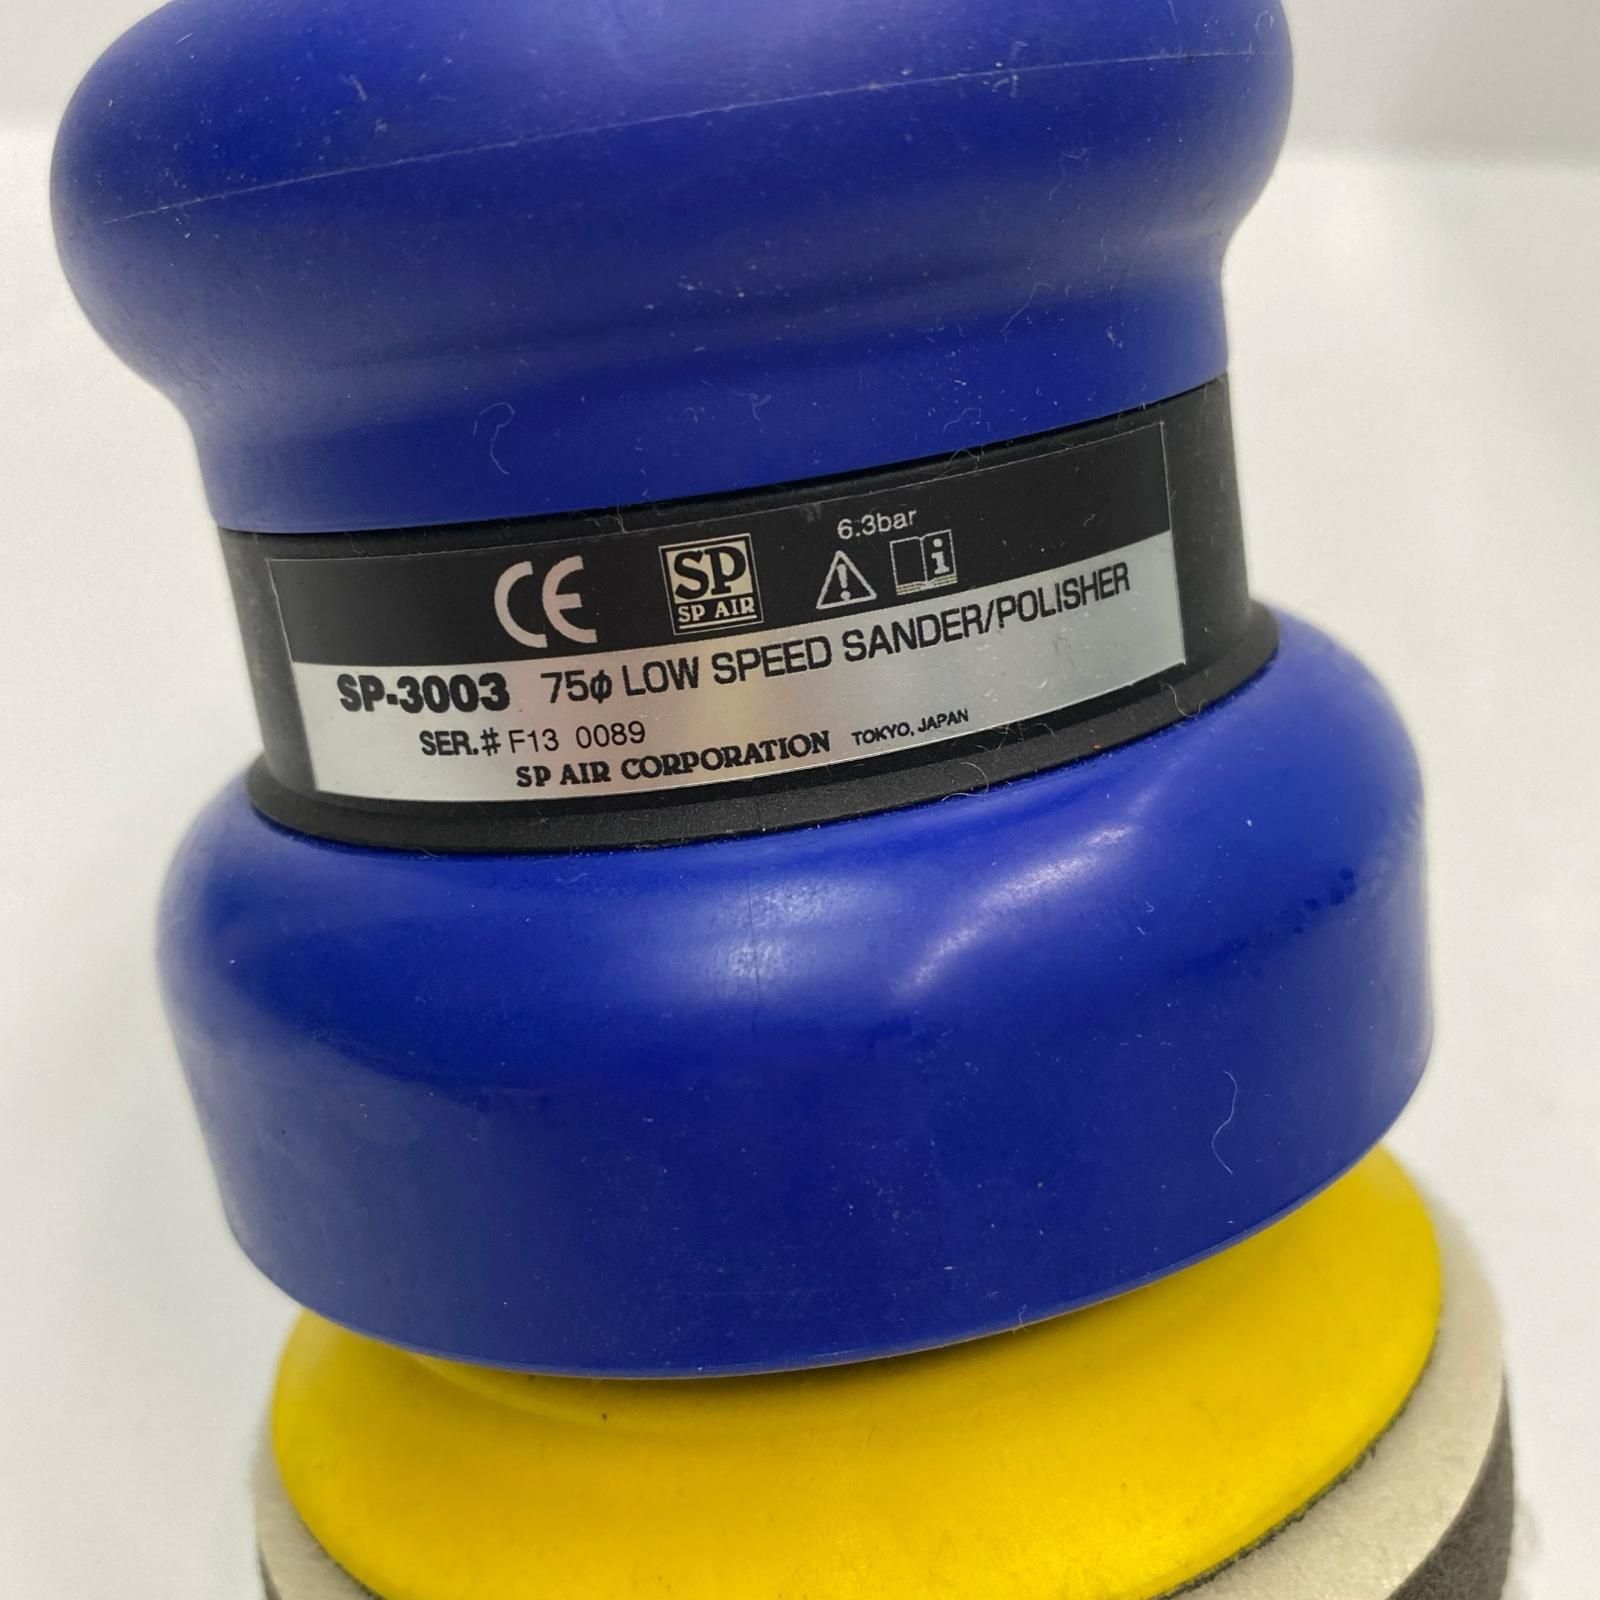 6.3bar
CE SP
SP AIR
SP-3003 75φ LOW SPEED SANDER/POLISHER
SER.# F13 0089
SP AIR CORPORATION TOKYO, JAPAN